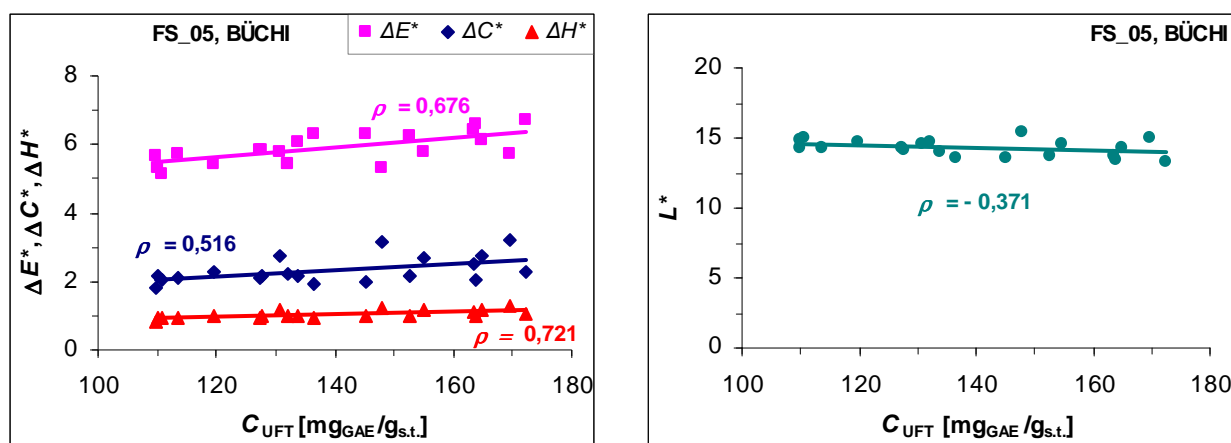 FS_05, BÜCHI
ΔE* ΔC* ΔH*
ΔE*, ΔC*, ΔH*
8
6
4
2
0
ρ = 0,676
ρ = 0,516
ρ = 0,721
100 120 140 160 180
C UFT [mg GAE /g s.t.]
FS_05, BÜCHI
L*
20
15
10
5
0
ρ = - 0,371
100 120 140 160 180
C UFT [mg GAE /g s.t.]